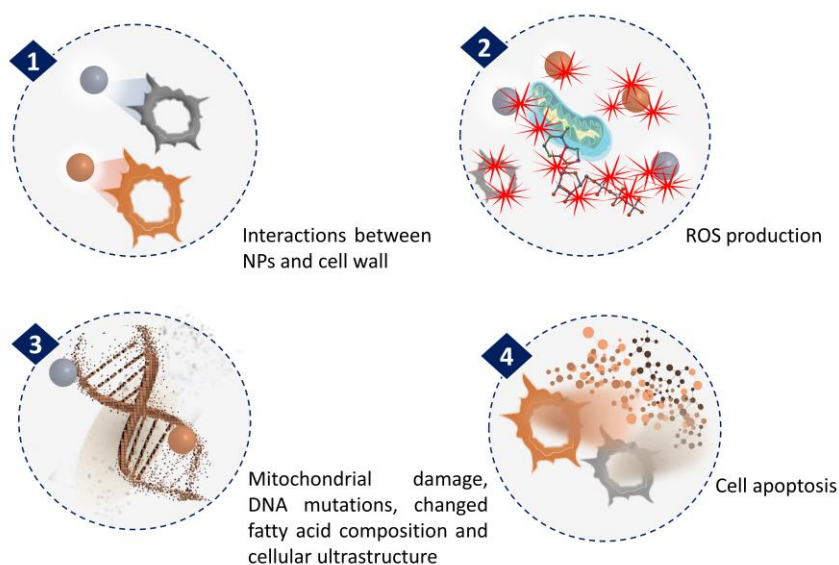 1
Interactions between
NPs and cell wall
2
ROS production
3
Mitochondrial damage,
DNA mutations, changed
fatty acid composition and
cellular ultrastructure
4
Cell apoptosis